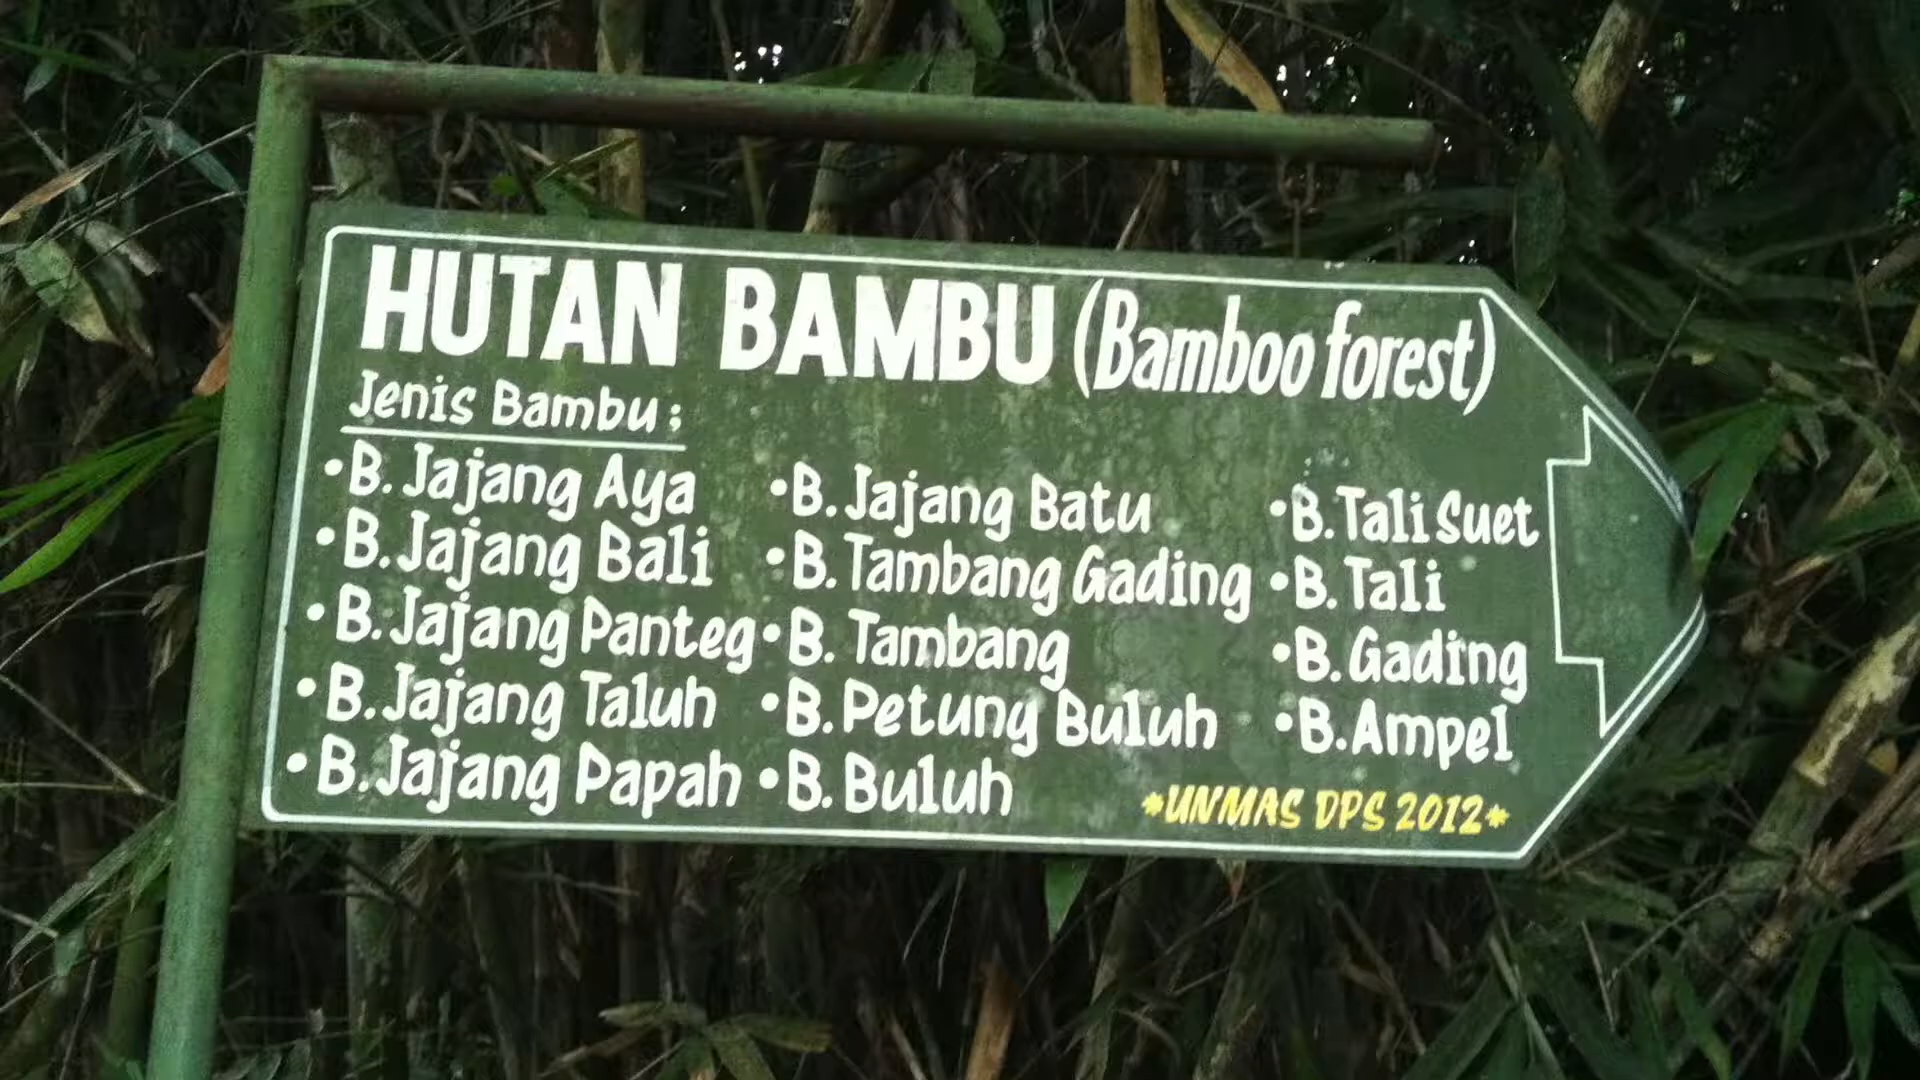 HUTAN BAMBU (Bamboo forest)
Jenis Bambu :
• B. Jajang Aya
• B. Jajang Bali
• B. Jajang Panteg
• B. Jajang Taluh
• B. Jajang Papah
• B. Jajang Batu
• B. Tambang Gading
• B. Tambang
• B. Petung Buluh
• B. Buluh
• B. Tali Suet
• B. Tali
• B. Gading
• B. Ampel
*UNMAS DPS 2012*